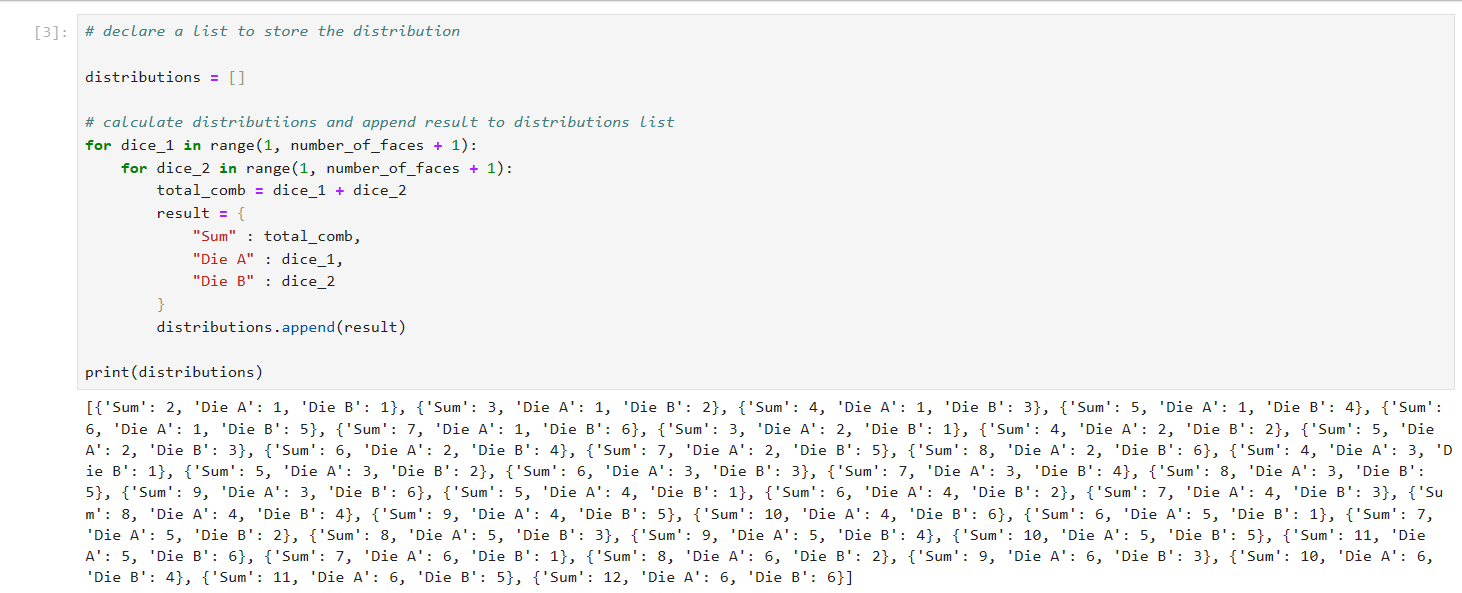 [3]: # declare a list to store the distribution
distributions = []
# calculate distributiions and append result to distributions list
for dice_1 in range(1, number_of_faces + 1):
    for dice_2 in range(1, number_of_faces + 1):
        total_comb = dice_1 + dice_2
        result = {
            "Sum" : total_comb,
            "Die A" : dice_1,
            "Die B" : dice_2
        }
        distributions.append(result)
print(distributions)
[{'Sum': 2, 'Die A': 1, 'Die B': 1}, {'Sum': 3, 'Die A': 1, 'Die B': 2}, {'Sum': 4, 'Die A': 1, 'Die B': 3}, {'Sum': 5, 'Die A': 1, 'Die B': 4}, {'Sum':
6, 'Die A': 1, 'Die B': 5}, {'Sum': 7, 'Die A': 1, 'Die B': 6}, {'Sum': 3, 'Die A': 2, 'Die B': 1}, {'Sum': 4, 'Die A': 2, 'Die B': 2}, {'Sum': 5, 'Die
A': 2, 'Die B': 3}, {'Sum': 6, 'Die A': 2, 'Die B': 4}, {'Sum': 7, 'Die A': 2, 'Die B': 5}, {'Sum': 8, 'Die A': 2, 'Die B': 6}, {'Sum': 4, 'Die A': 3, 'D
ie B': 1}, {'Sum': 5, 'Die A': 3, 'Die B': 2}, {'Sum': 6, 'Die A': 3, 'Die B': 3}, {'Sum': 7, 'Die A': 3, 'Die B': 4}, {'Sum': 8, 'Die A': 3, 'Die B':
5}, {'Sum': 9, 'Die A': 3, 'Die B': 6}, {'Sum': 5, 'Die A': 4, 'Die B': 1}, {'Sum': 6, 'Die A': 4, 'Die B': 2}, {'Sum': 7, 'Die A': 4, 'Die B': 3}, {'Su
m': 8, 'Die A': 4, 'Die B': 4}, {'Sum': 9, 'Die A': 4, 'Die B': 5}, {'Sum': 10, 'Die A': 4, 'Die B': 6}, {'Sum': 6, 'Die A': 5, 'Die B': 1}, {'Sum': 7,
'Die A': 5, 'Die B': 2}, {'Sum': 8, 'Die A': 5, 'Die B': 3}, {'Sum': 9, 'Die A': 5, 'Die B': 4}, {'Sum': 10, 'Die A': 5, 'Die B': 5}, {'Sum': 11, 'Die
A': 5, 'Die B': 6}, {'Sum': 7, 'Die A': 6, 'Die B': 1}, {'Sum': 8, 'Die A': 6, 'Die B': 2}, {'Sum': 9, 'Die A': 6, 'Die B': 3}, {'Sum': 10, 'Die A': 6,
'Die B': 4}, {'Sum': 11, 'Die A': 6, 'Die B': 5}, {'Sum': 12, 'Die A': 6, 'Die B': 6}]